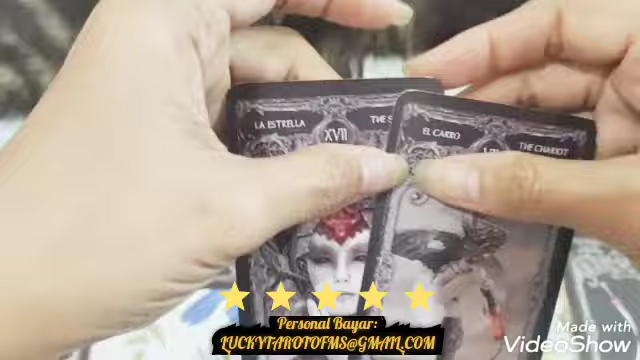 LA ESTRELLA
XVII
THE S
EL CARRO
THE CHARIOT
Personal Bayar:
LUCKYTAROTOFMS@GMAIL.COM
Made with
VideoShow